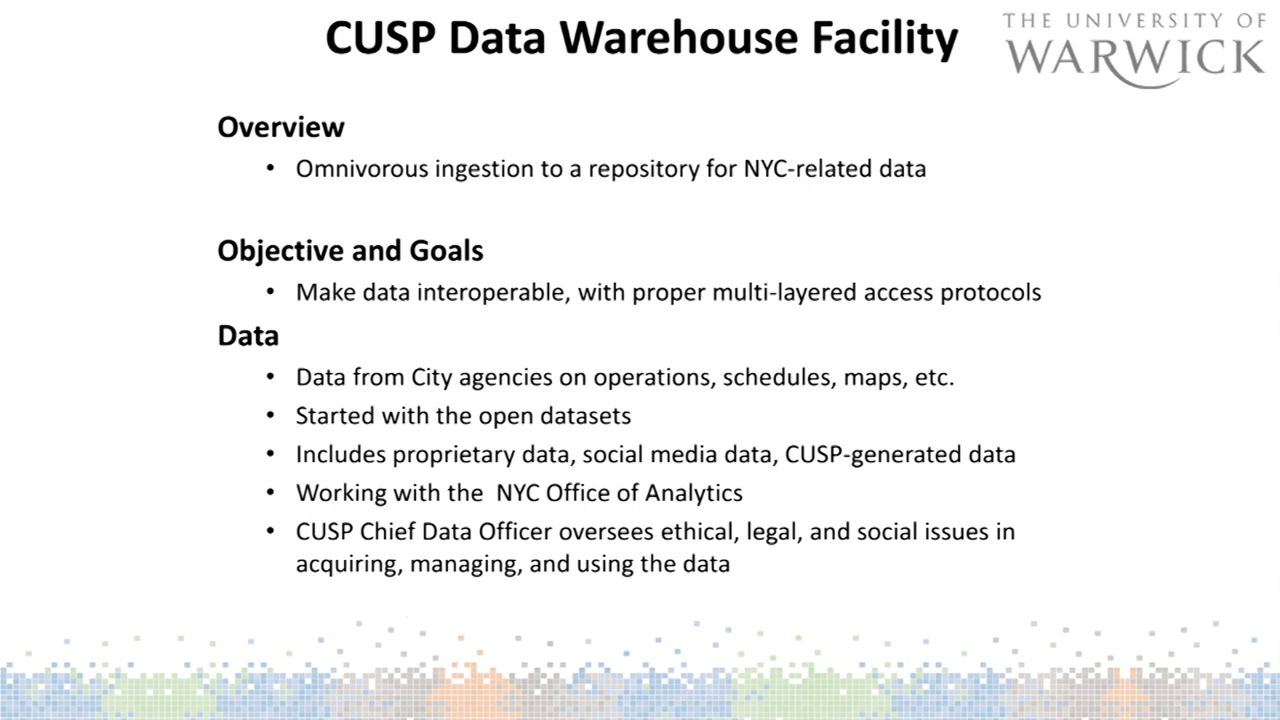 CUSP Data Warehouse Facility
THE UNIVERSITY OF
WARWICK
Overview
• Omnivorous ingestion to a repository for NYC-related data
Objective and Goals
• Make data interoperable, with proper multi-layered access protocols
Data
• Data from City agencies on operations, schedules, maps, etc.
• Started with the open datasets
• Includes proprietary data, social media data, CUSP-generated data
• Working with the  NYC Office of Analytics
• CUSP Chief Data Officer oversees ethical, legal, and social issues in
acquiring, managing, and using the data